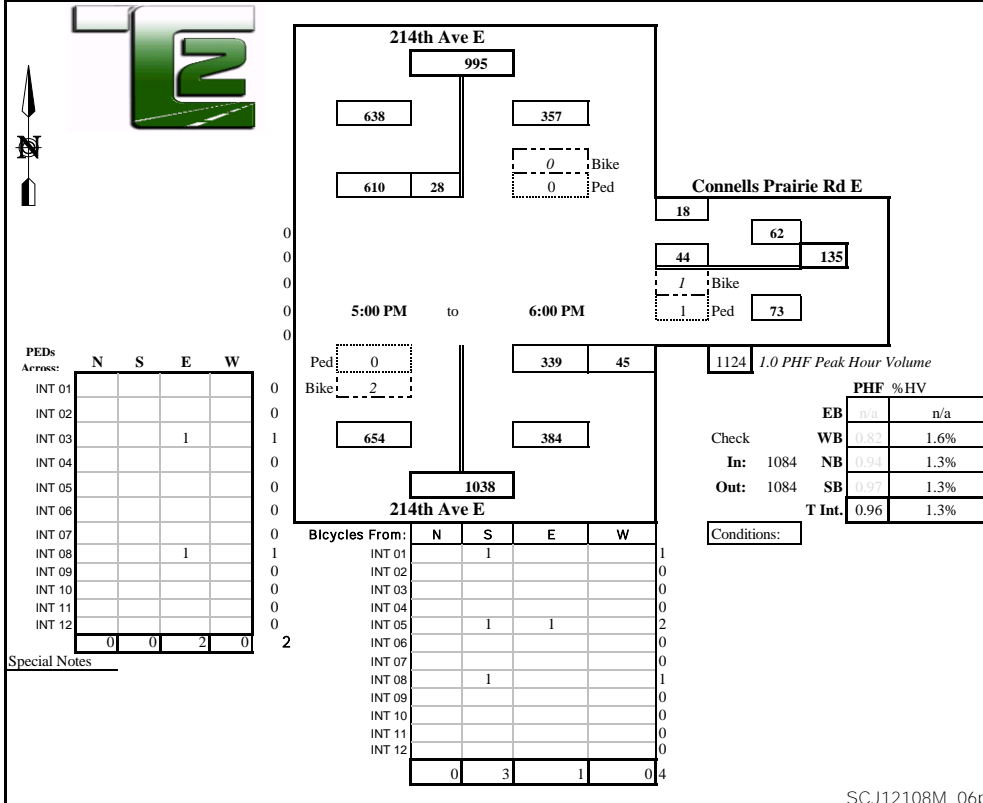 TE2
214th Ave E
995
638 357
0 Bike
610 28 0 Ped
N
Connells Prairie Rd E
18
0 62
0 44 135
0 1 Bike
0 5:00 PM to 6:00 PM 1 Ped 73
0
PEDs Across: N S E W
Ped 0 339 45 1124 1.0 PHF Peak Hour Volume
Bike 2
654 384
1038
214th Ave E
INT 01 0
INT 02 0
INT 03 1 1
INT 04 0
INT 05 0
INT 06 0
INT 07 0
INT 08 1 1
INT 09 0
INT 10 0
INT 11 0
INT 12 0
0 0 2 0 2
Special Notes
PHF %HV
EB n/a n/a
Check WB 0.82 1.6%
In: 1084 NB 0.94 1.3%
Out: 1084 SB 0.97 1.3%
T Int. 0.96 1.3%
Conditions:
Bicycles From: N S E W
INT 01 1 1
INT 02 0
INT 03 0
INT 04 0
INT 05 1 1 2
INT 06 0
INT 07 0
INT 08 1 1
INT 09 0
INT 10 0
INT 11 0
INT 12 0
0 3 1 0 4
SCJ12108M_06p